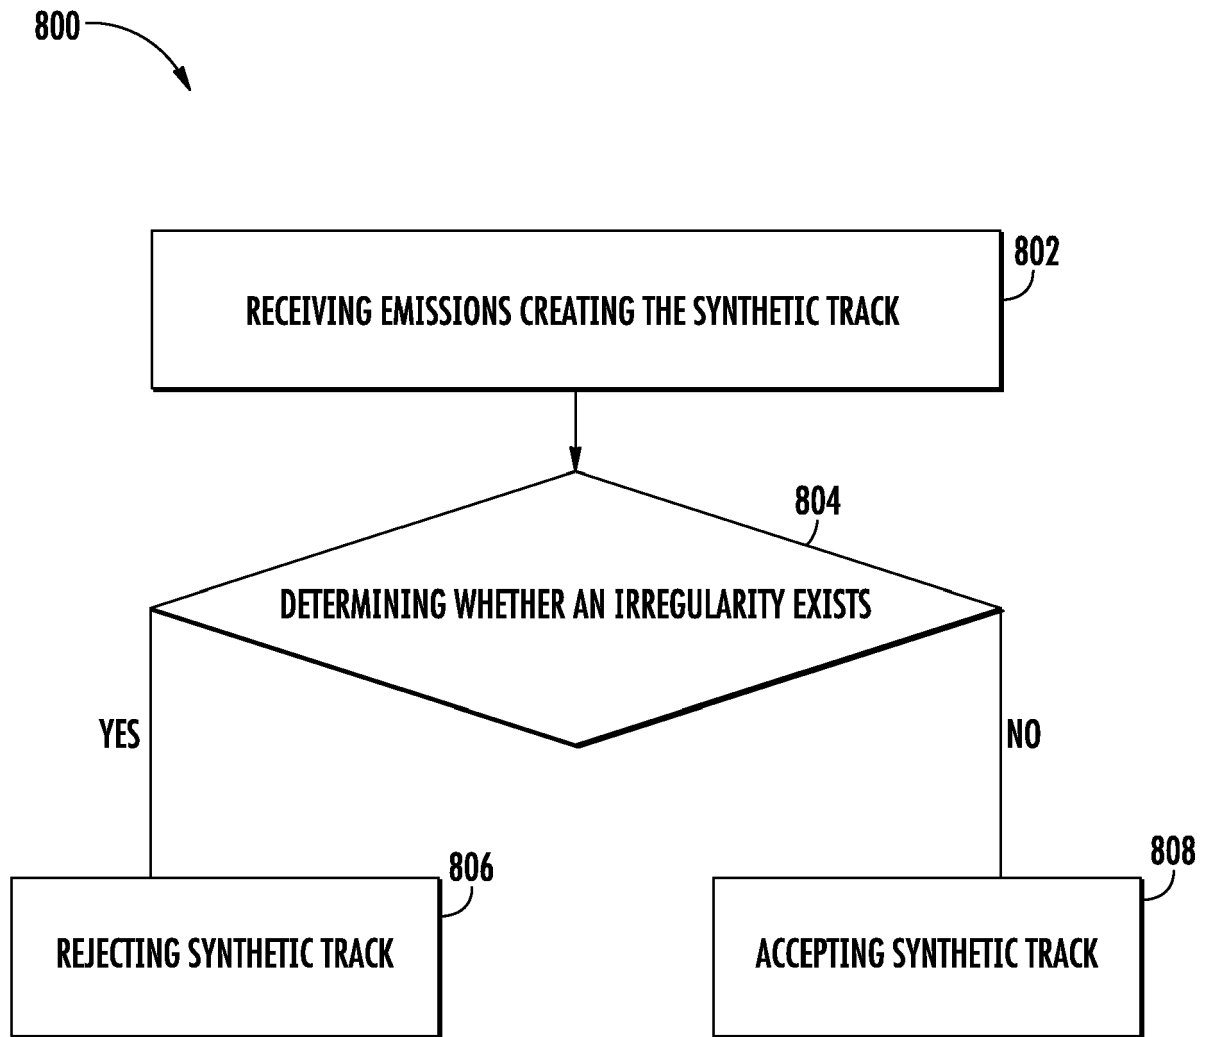 800
802
RECEIVING EMISSIONS CREATING THE SYNTHETIC TRACK
804
DETERMINING WHETHER AN IRREGULARITY EXISTS
YES
NO
806
808
REJECTING SYNTHETIC TRACK
ACCEPTING SYNTHETIC TRACK